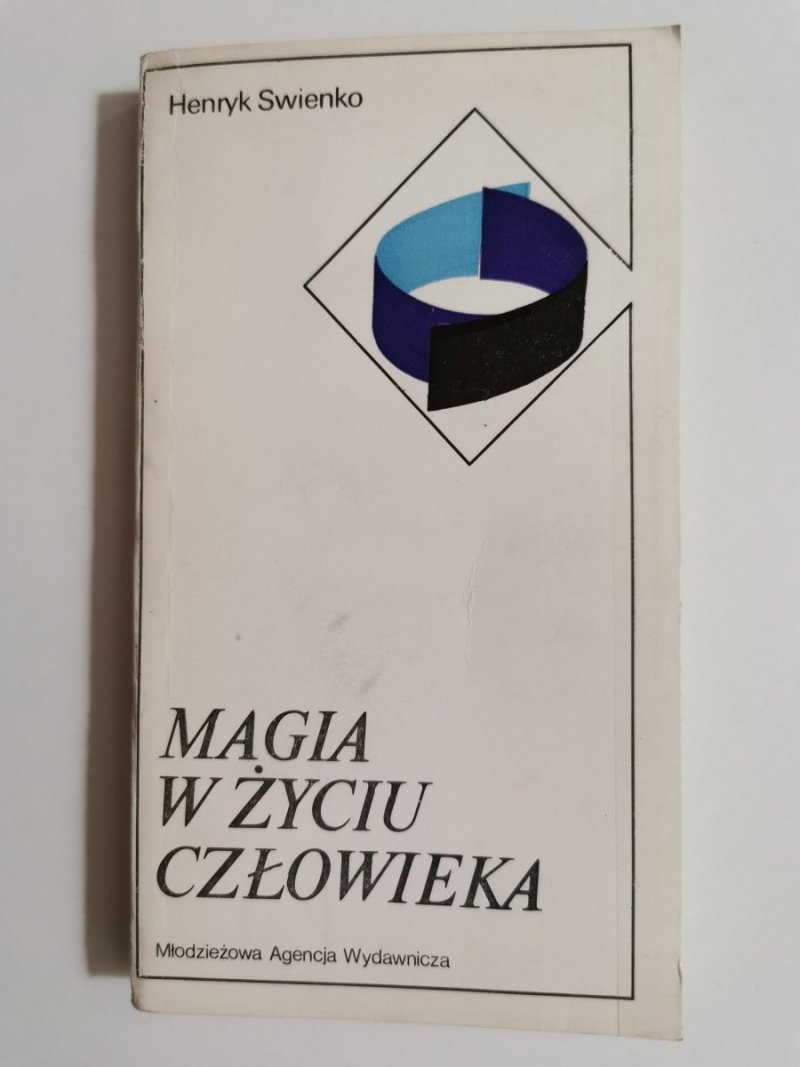 Henryk Swienko
MAGIA
W ŻYCIU
CZŁOWIEKA
Młodzieżowa Agencja Wydawnicza